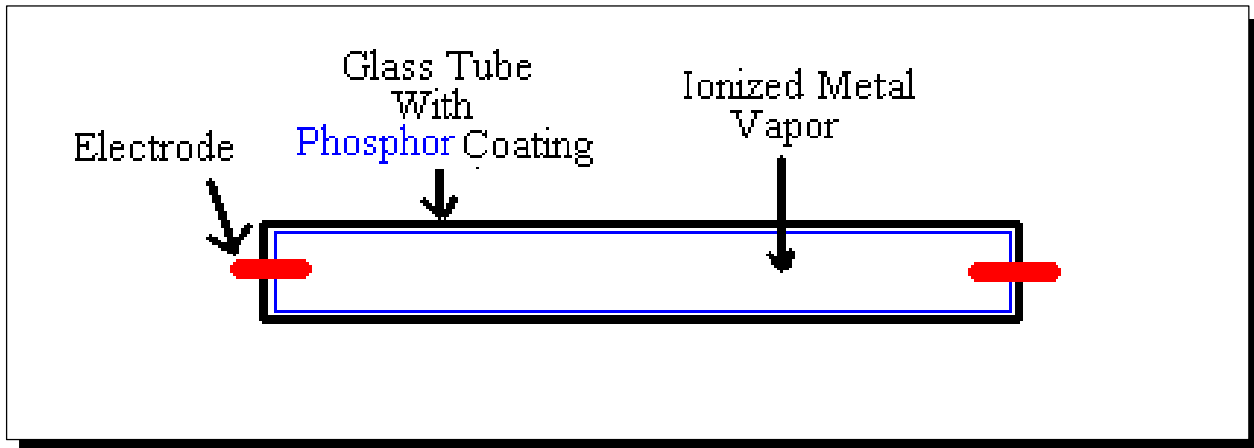 Electrode
Glass Tube
With
Phosphor Coating
Ionized Metal
Vapor